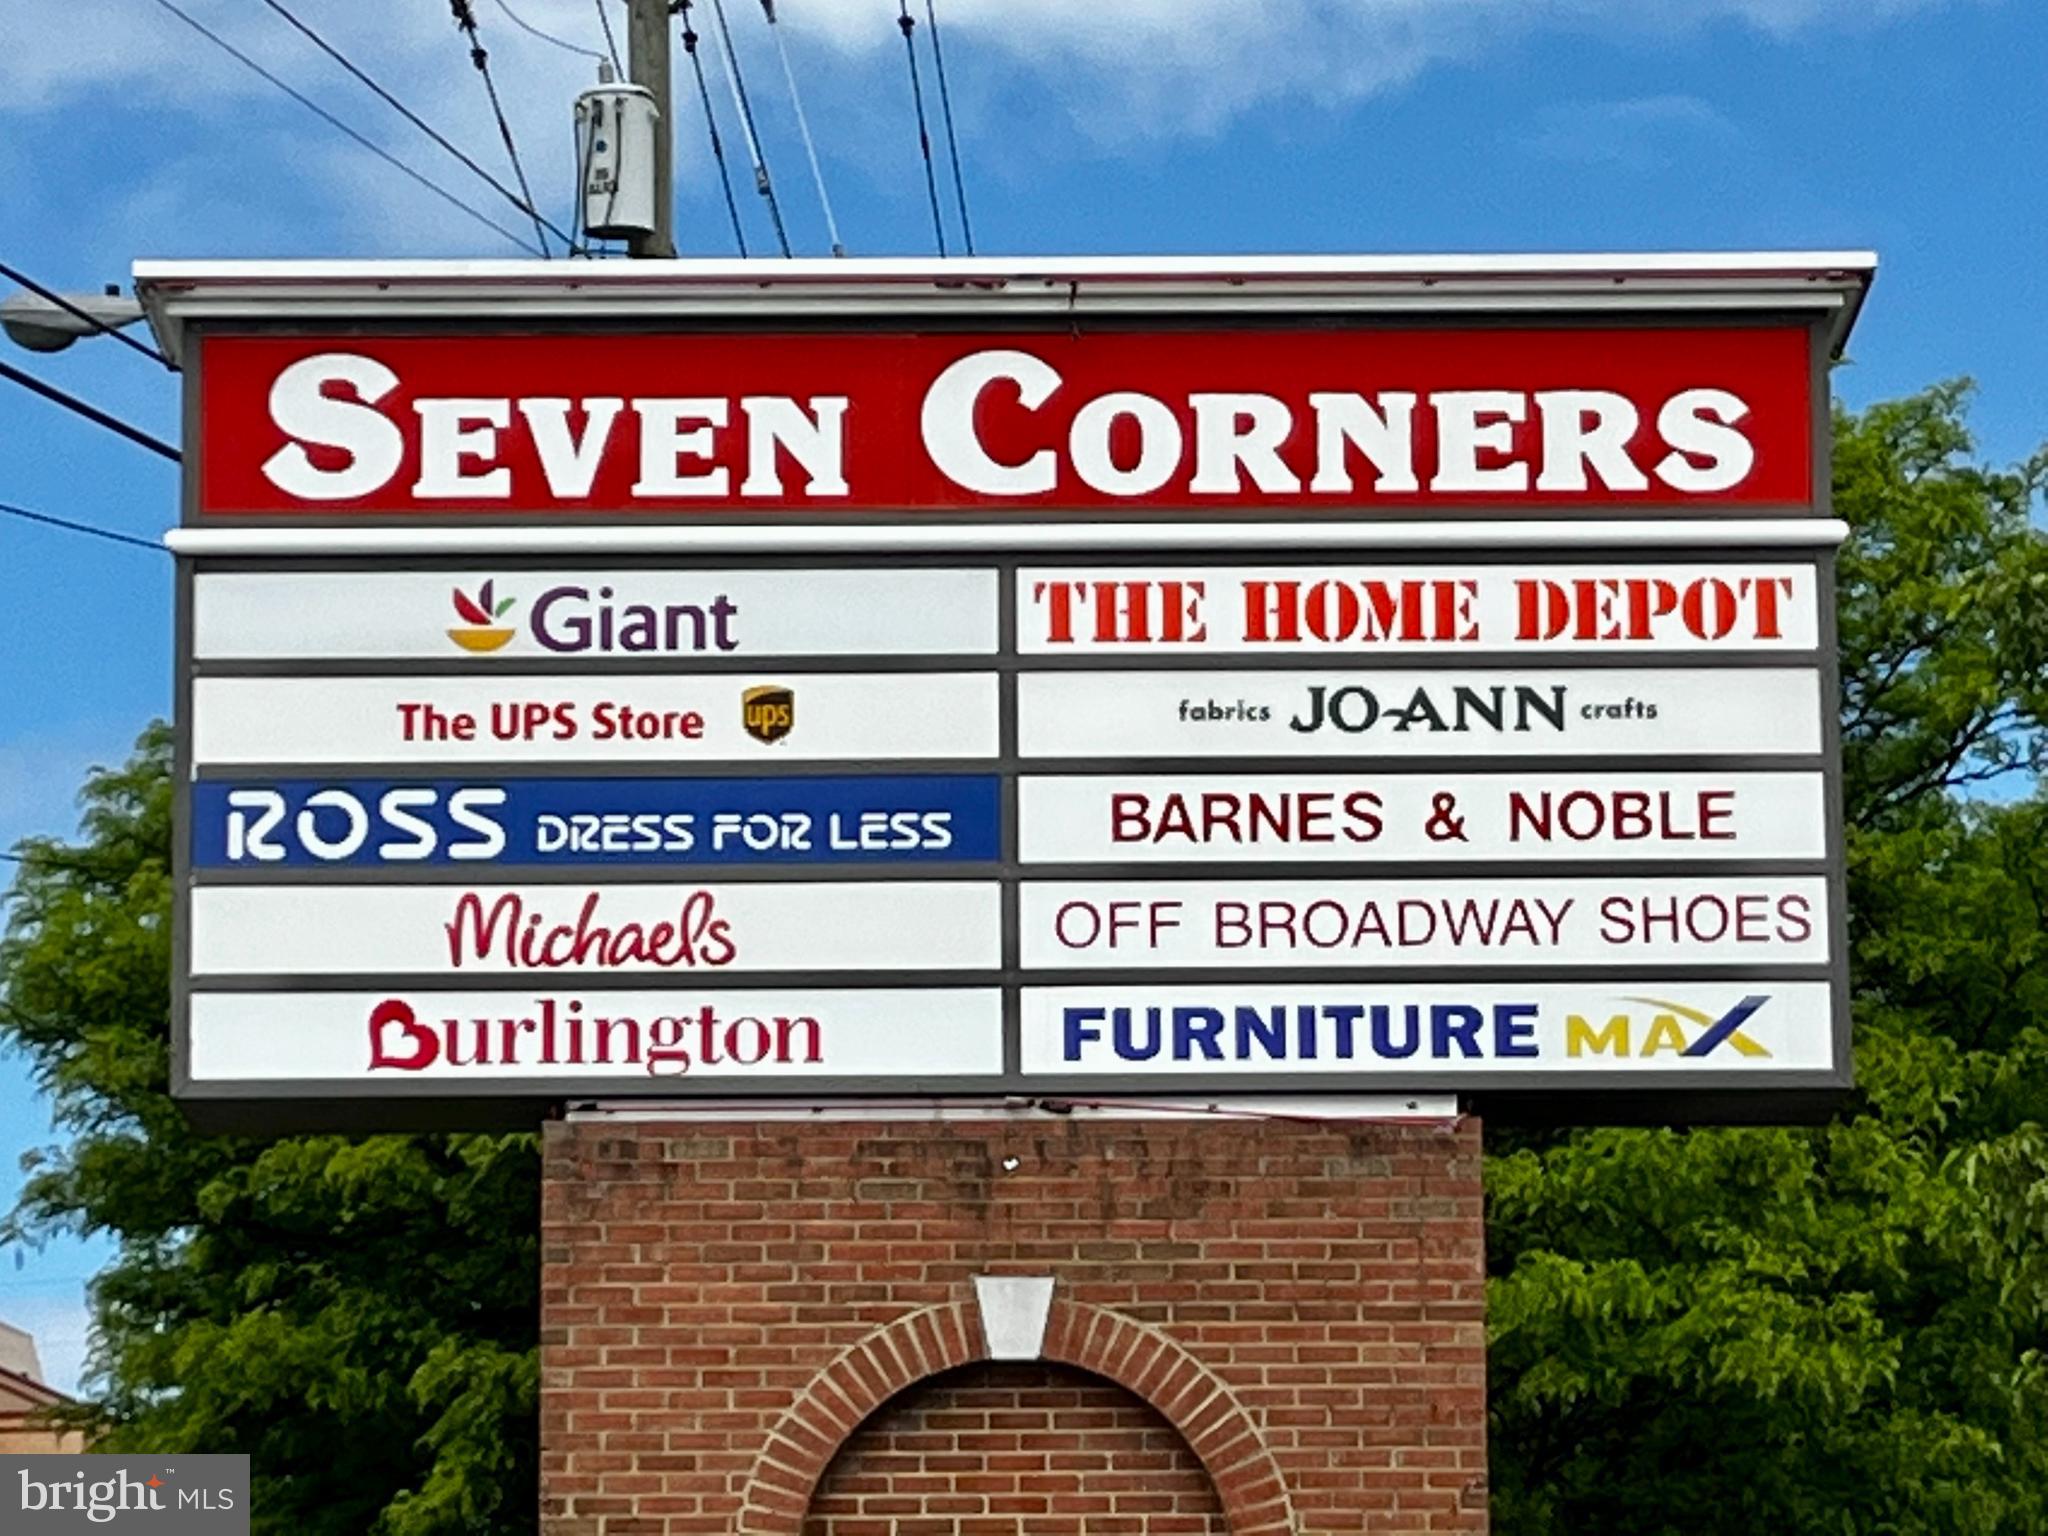 SEVEN CORNERS
Giant
THE HOME DEPOT
The UPS Store ups
fabrics JO-ANN crafts
ROSS DRESS FOR LESS
BARNES & NOBLE
Michaels
OFF BROADWAY SHOES
Burlington
FURNITURE MAX
bright™ MLS